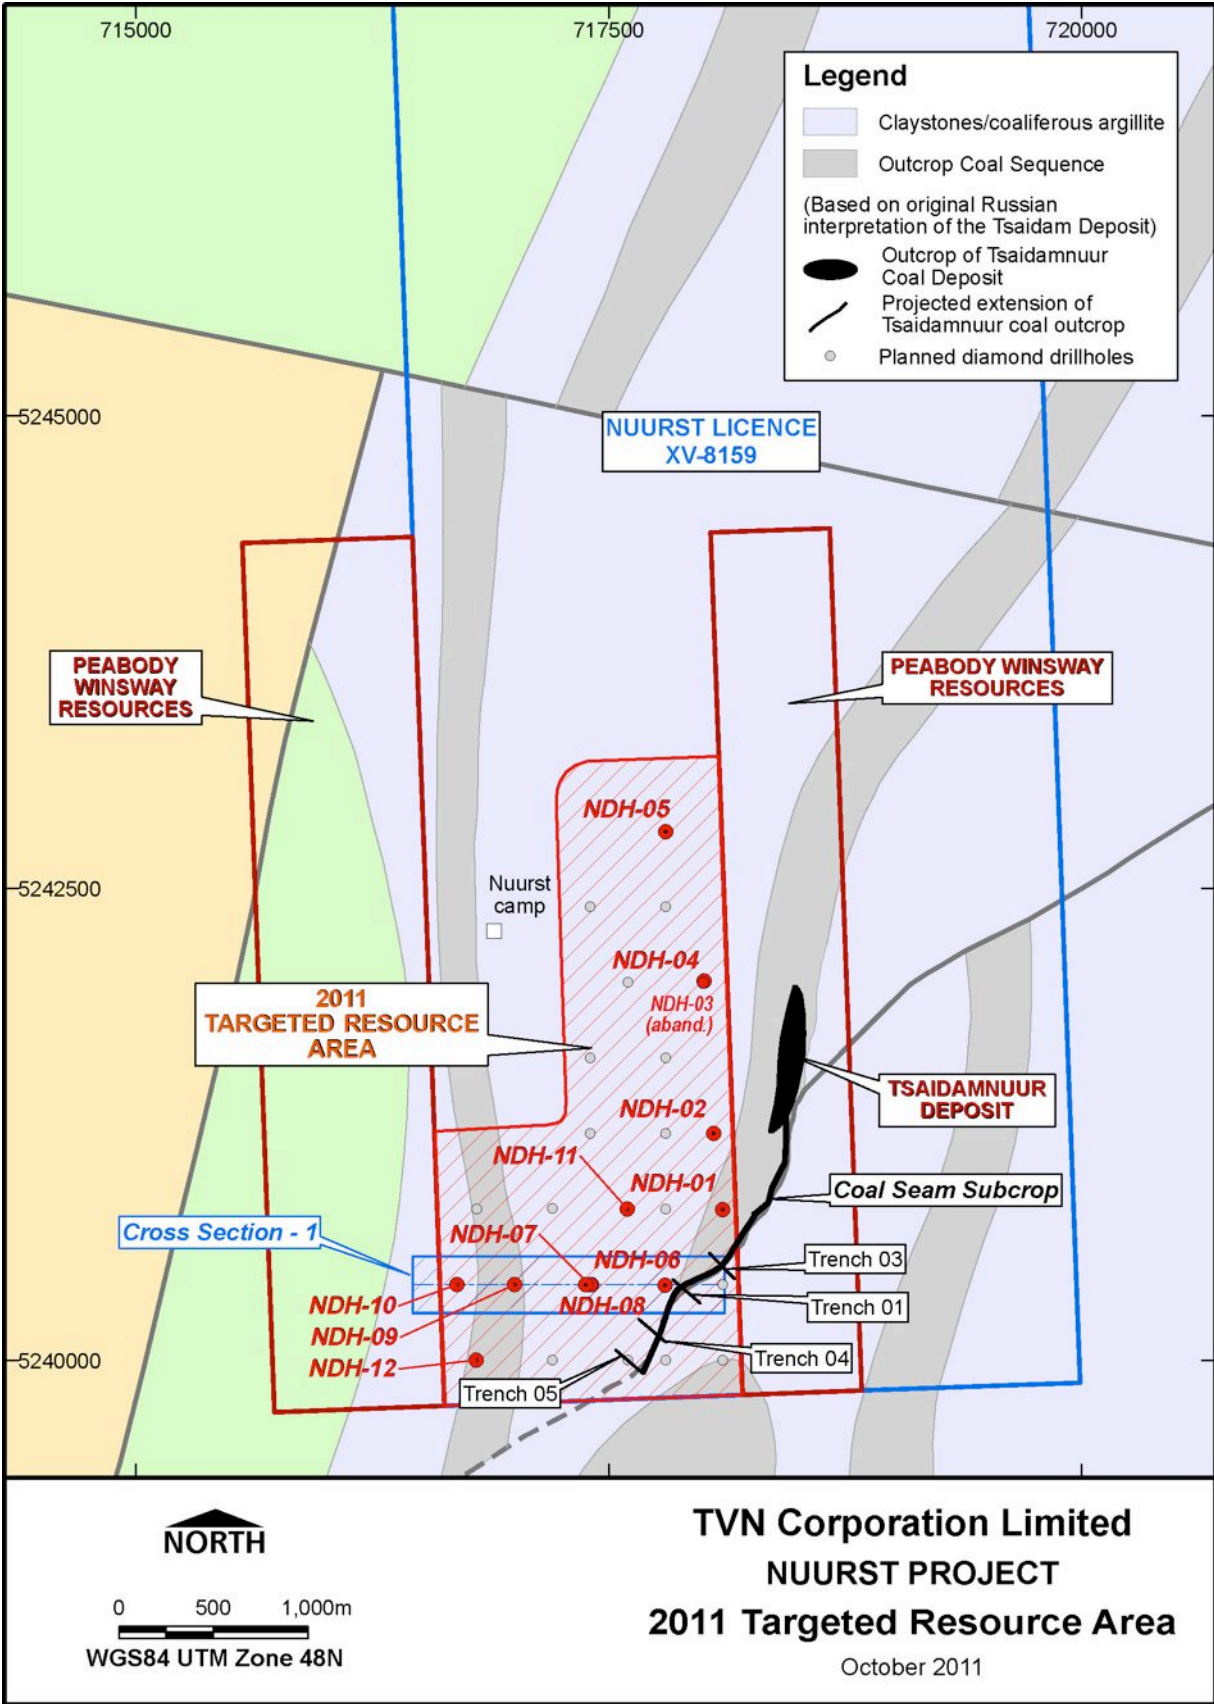 715000
717500
720000
Legend
Claystones/coaliferous argillite
Outcrop Coal Sequence
(Based on original Russian
interpretation of the Tsaidam Deposit)
Outcrop of Tsaidamnuur
Coal Deposit
Projected extension of
Tsaidamnuur coal outcrop
Planned diamond drillholes
5245000
NUURST LICENCE
XV-8159
PEABODY
WINSWAY
RESOURCES
PEABODY WINSWAY
RESOURCES
NDH-05
5242500
Nuurst
camp
NDH-04
NDH-03
(aband.)
2011
TARGETED RESOURCE
AREA
TSAIDAMNUUR
DEPOSIT
NDH-02
NDH-11
NDH-01
Coal Seam Subcrop
Cross Section - 1
NDH-07
NDH-06
Trench 03
NDH-10
NDH-08
Trench 01
NDH-09
5240000
NDH-12
Trench 04
Trench 05
NORTH
0 500 1,000m
WGS84 UTM Zone 48N
TVN Corporation Limited
NUURST PROJECT
2011 Targeted Resource Area
October 2011